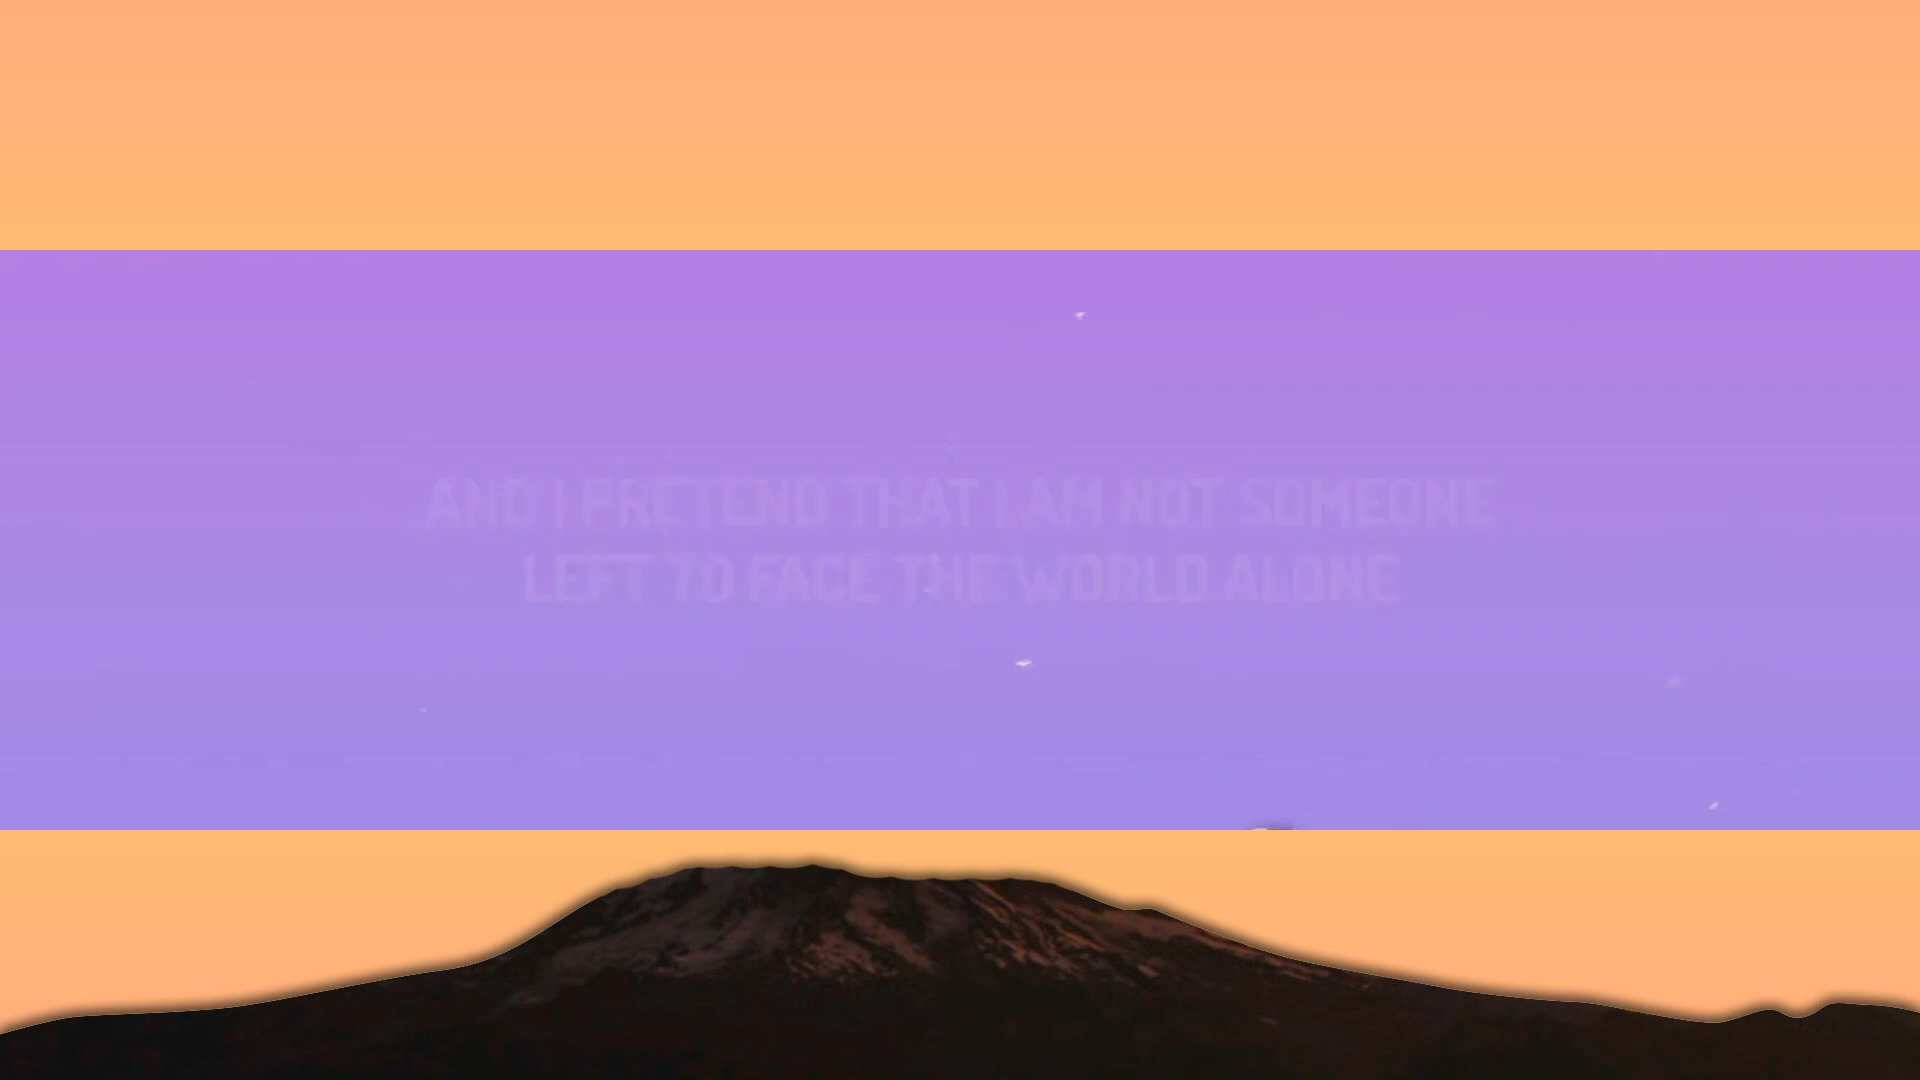 AND I PRETEND THAT I AM NOT SOMEONE
LEFT TO FACE THE WORLD ALONE